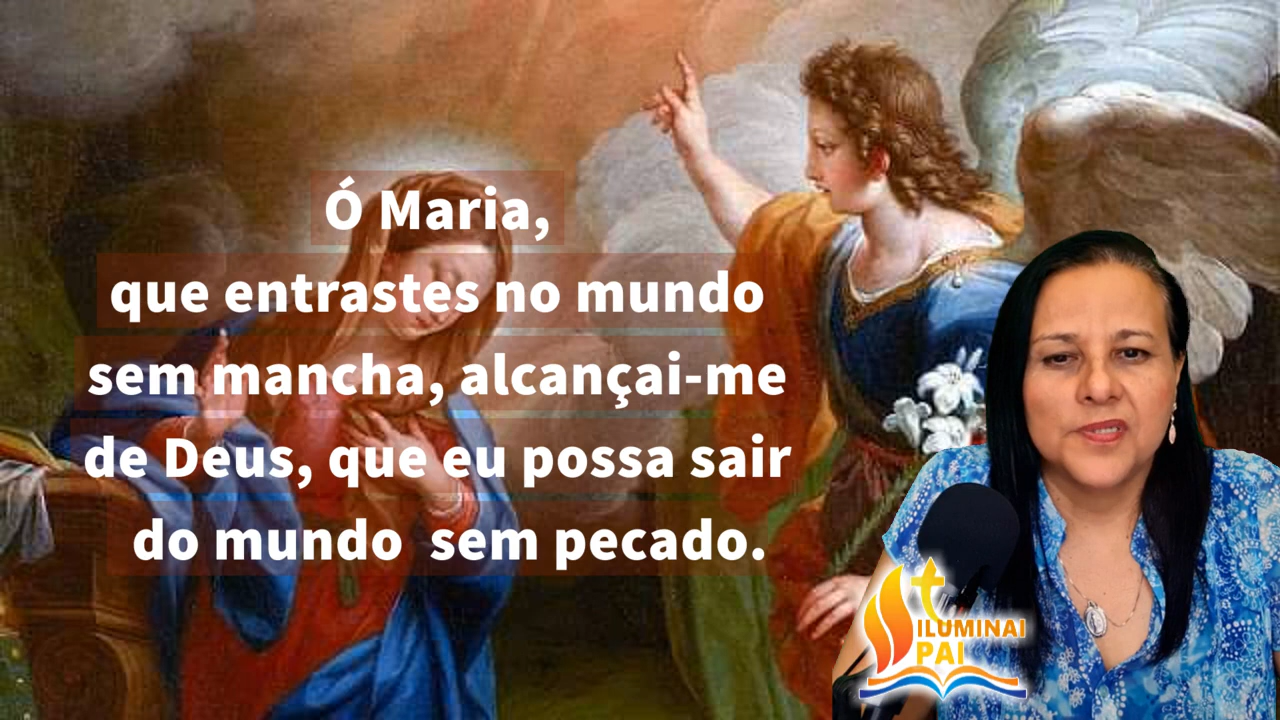 Ó Maria,
que entrastes no mundo
sem mancha, alcançai-me
de Deus, que eu possa sair
do mundo sem pecado.
ILUMINAI
PAI